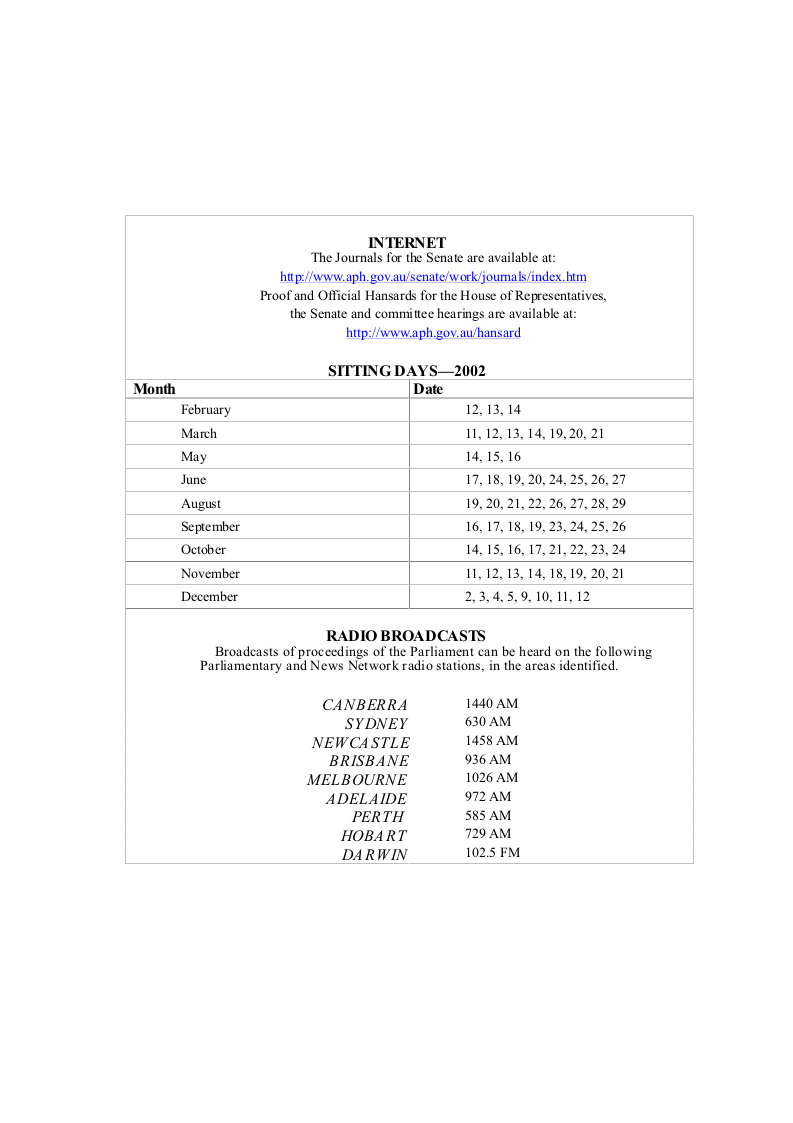 INTERNET
The Journals for the Senate are available at:
http://www.aph.gov.au/senate/work/journals/index.htm
Proof and Official Hansards for the House of Representatives,
the Senate and committee hearings are available at:
http://www.aph.gov.au/hansard
SITTING DAYS—2002
Month Date
February 12, 13, 14
March 11, 12, 13, 14, 19, 20, 21
May 14, 15, 16
June 17, 18, 19, 20, 24, 25, 26, 27
August 19, 20, 21, 22, 26, 27, 28, 29
September 16, 17, 18, 19, 23, 24, 25, 26
October 14, 15, 16, 17, 21, 22, 23, 24
November 11, 12, 13, 14, 18, 19, 20, 21
December 2, 3, 4, 5, 9, 10, 11, 12
RADIO BROADCASTS
Broadcasts of proceedings of the Parliament can be heard on the following
Parliamentary and News Network radio stations, in the areas identified.
CANBERRA 1440 AM
SYDNEY 630 AM
NEWCASTLE 1458 AM
BRISBANE 936 AM
MELBOURNE 1026 AM
ADELAIDE 972 AM
PERTH 585 AM
HOBART 729 AM
DARWIN 102.5 FM